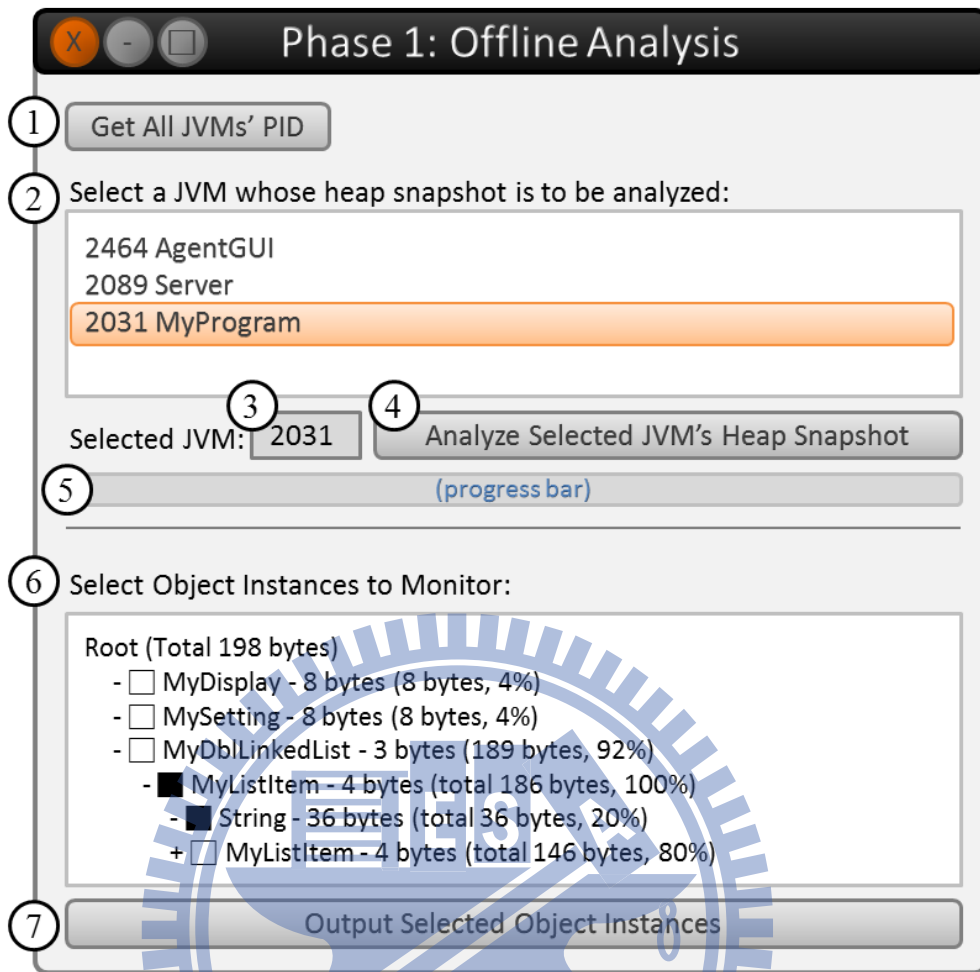 X - Phase 1: Offline Analysis
1 Get All JVMs' PID
2 Select a JVM whose heap snapshot is to be analyzed:
2464 AgentGUI
2089 Server
2031 MyProgram
3 4
Selected JVM: 2031 Analyze Selected JVM's Heap Snapshot
5 (progress bar)
6 Select Object Instances to Monitor:
Root (Total 198 bytes)
- MyDisplay - 8 bytes (8 bytes, 4%)
- MySetting - 8 bytes (8 bytes, 4%)
- MyDblLinkedList - 3 bytes (189 bytes, 92%)
- MyListItem - 4 bytes (total 186 bytes, 100%)
- String - 36 bytes (total 36 bytes, 20%)
+ MyListItem - 4 bytes (total 146 bytes, 80%)
7 Output Selected Object Instances